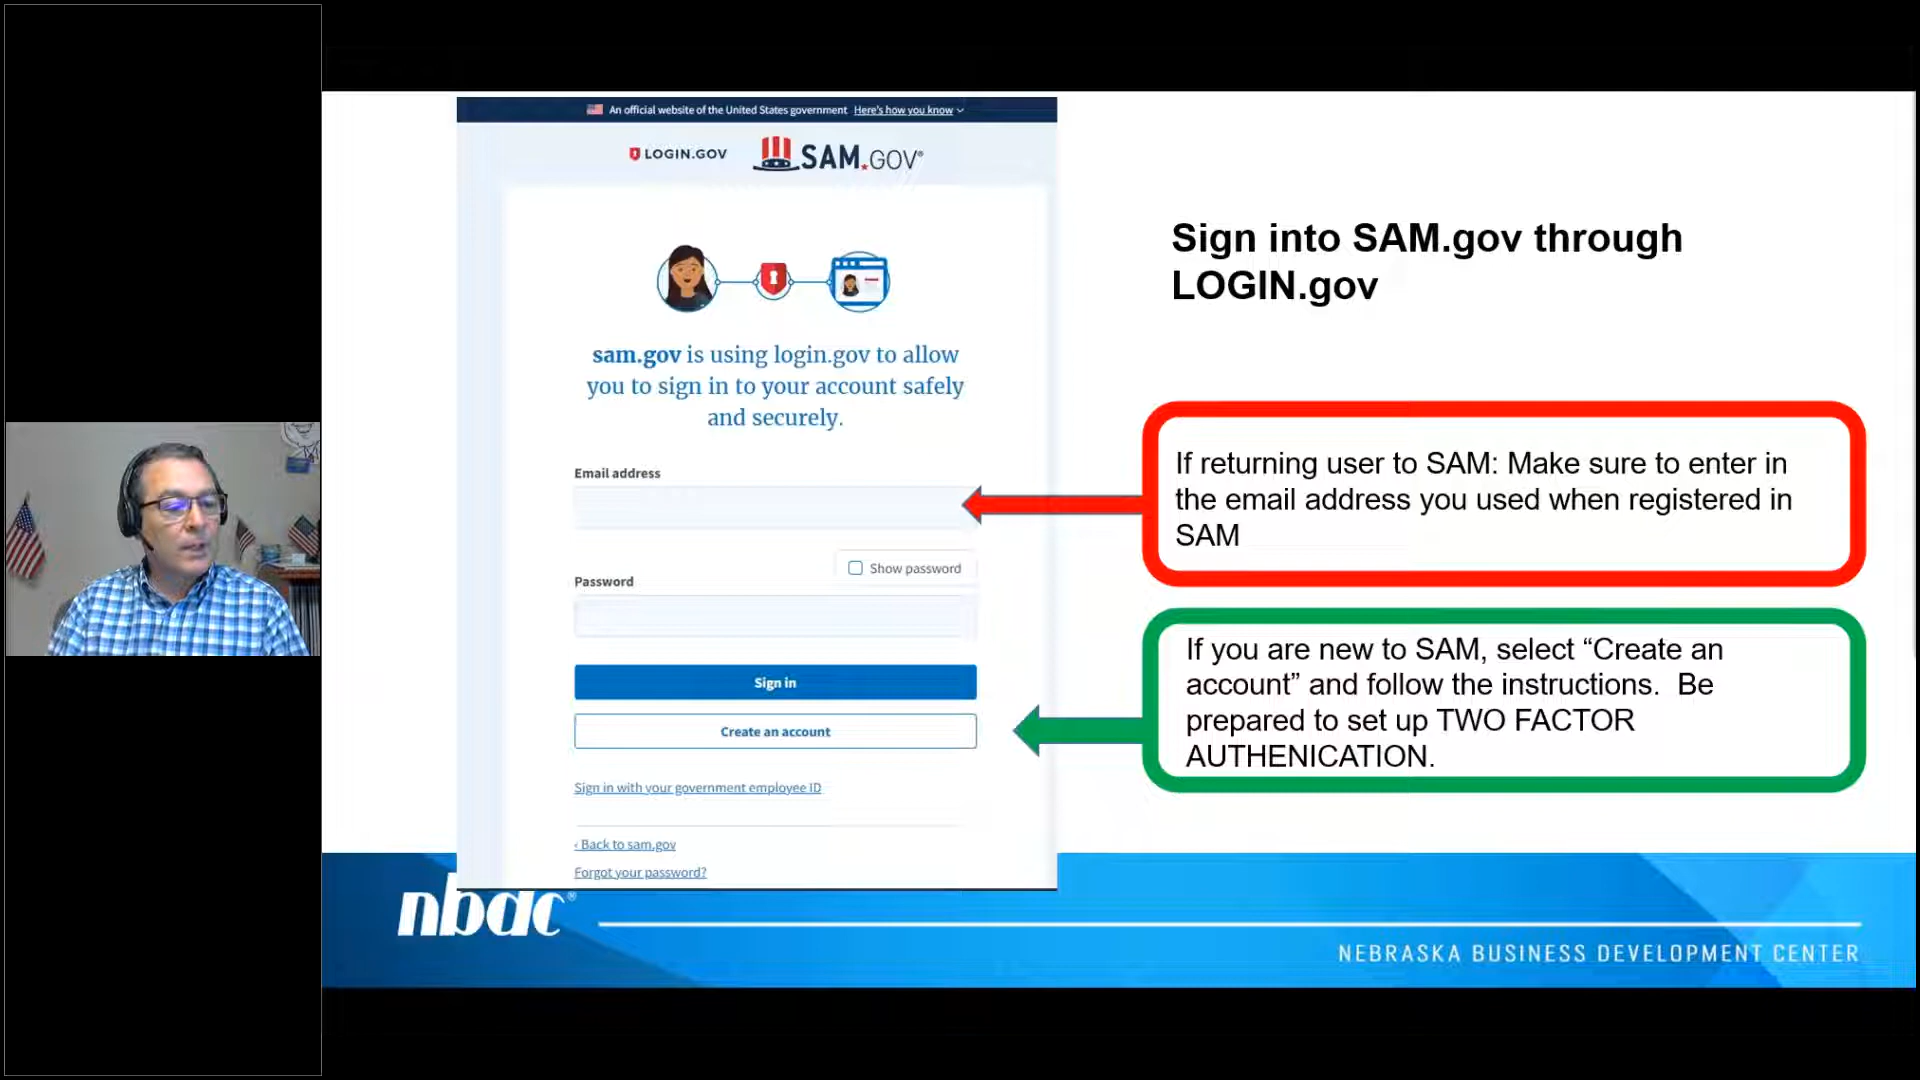 An official website of the United States government Here's how you know
LOGIN.GOV SAM.GOV®
sam.gov is using login.gov to allow
you to sign in to your account safely
and securely.
Email address
Show password
Password
Sign in
Create an account
Sign in with your government employee ID
‹ Back to sam.gov
Forgot your password?
Sign into SAM.gov through
LOGIN.gov
If returning user to SAM: Make sure to enter in
the email address you used when registered in
SAM
If you are new to SAM, select “Create an
account” and follow the instructions.  Be
prepared to set up TWO FACTOR
AUTHENICATION.
nbdc®
NEBRASKA BUSINESS DEVELOPMENT CENTER